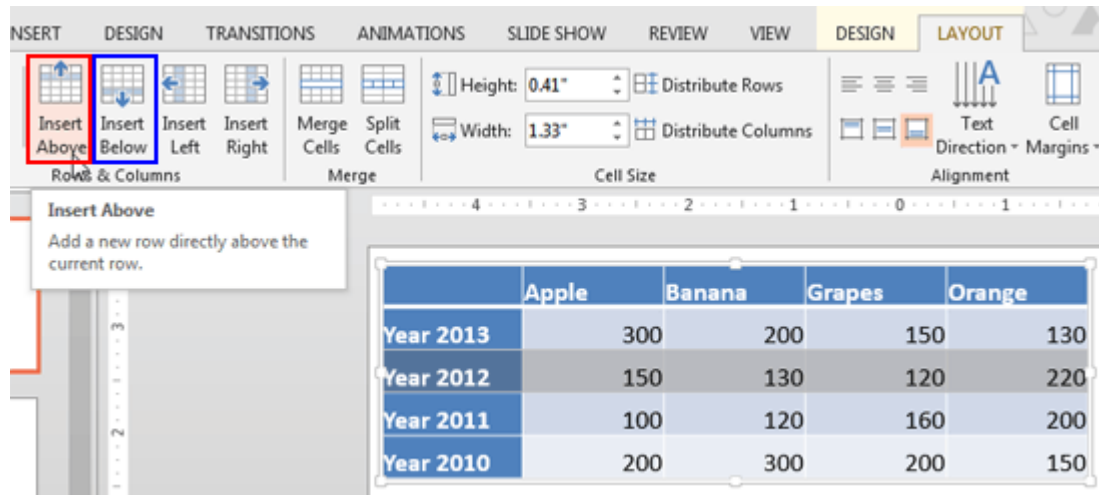 NSERT DESIGN TRANSITIONS ANIMATIONS SLIDE SHOW REVIEW VIEW DESIGN LAYOUT
Height: 0.41" Distribute Rows
Insert Insert Insert Insert Merge Split Width: 1.33" Distribute Columns Text Cell
Above Below Left Right Cells Cells Direction Margins
Rows & Columns Merge Cell Size Alignment
4 3 2 1 0 1
Insert Above
Add a new row directly above the
current row.
Apple Banana Grapes Orange
Year 2013 300 200 150 130
Year 2012 150 130 120 220
Year 2011 100 120 160 200
Year 2010 200 300 200 150
3
2